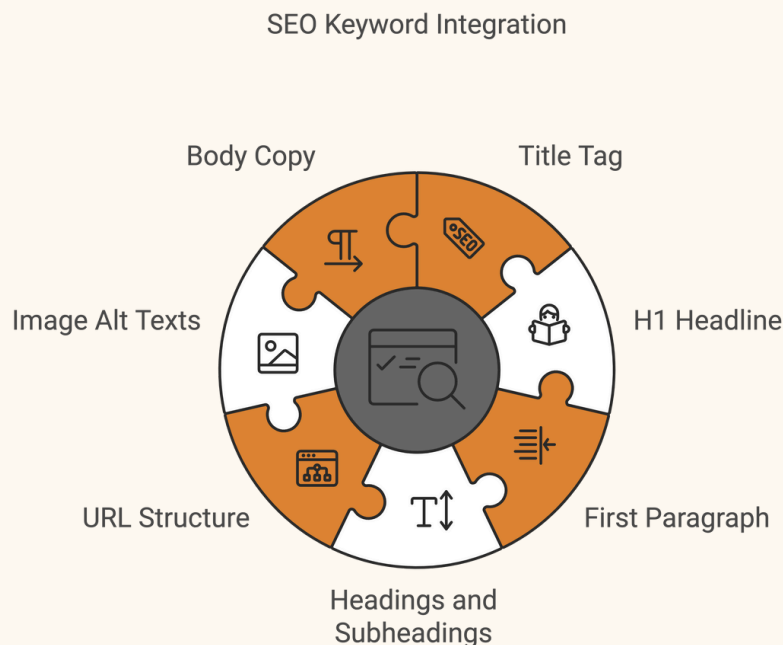 SEO Keyword Integration
Body Copy
Title Tag
SEO
Image Alt Texts
H1 Headline
URL Structure
First Paragraph
T
Headings and
Subheadings